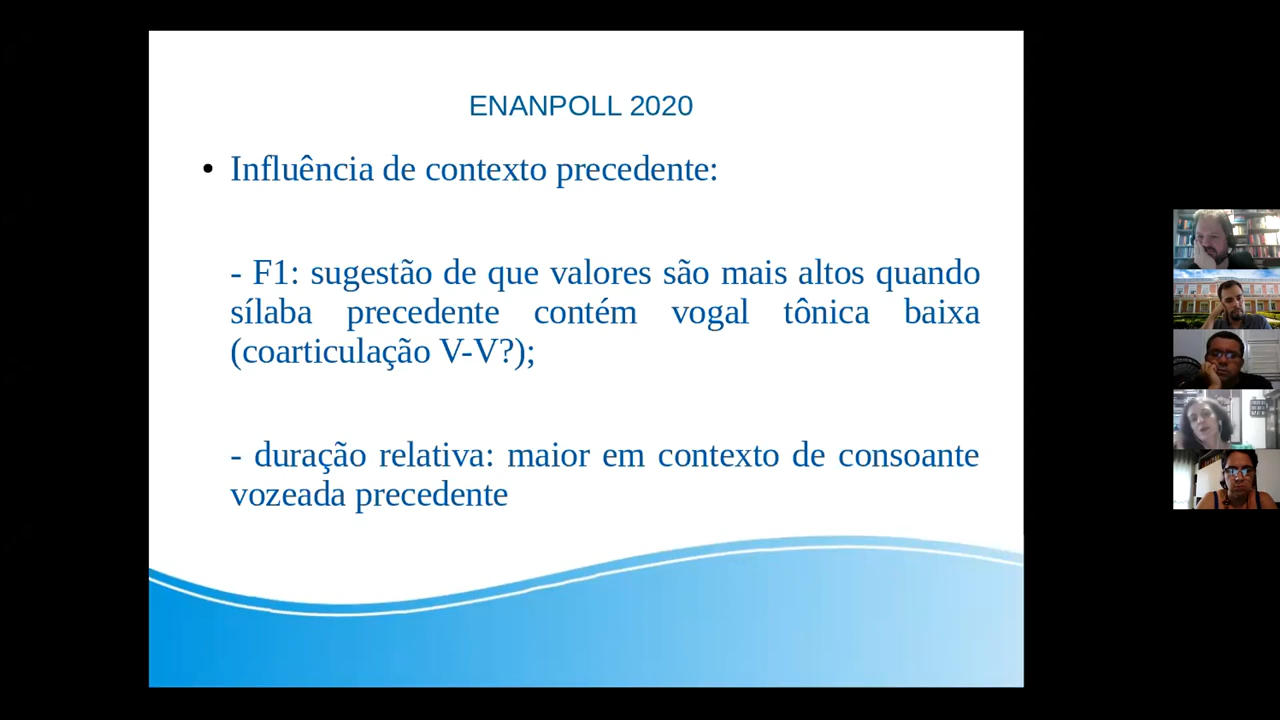 ENANPOLL 2020
• Influência de contexto precedente:
- F1: sugestão de que valores são mais altos quando
sílaba precedente contém vogal tônica baixa
(coarticulação V-V?);
- duração relativa: maior em contexto de consoante
vozeada precedente